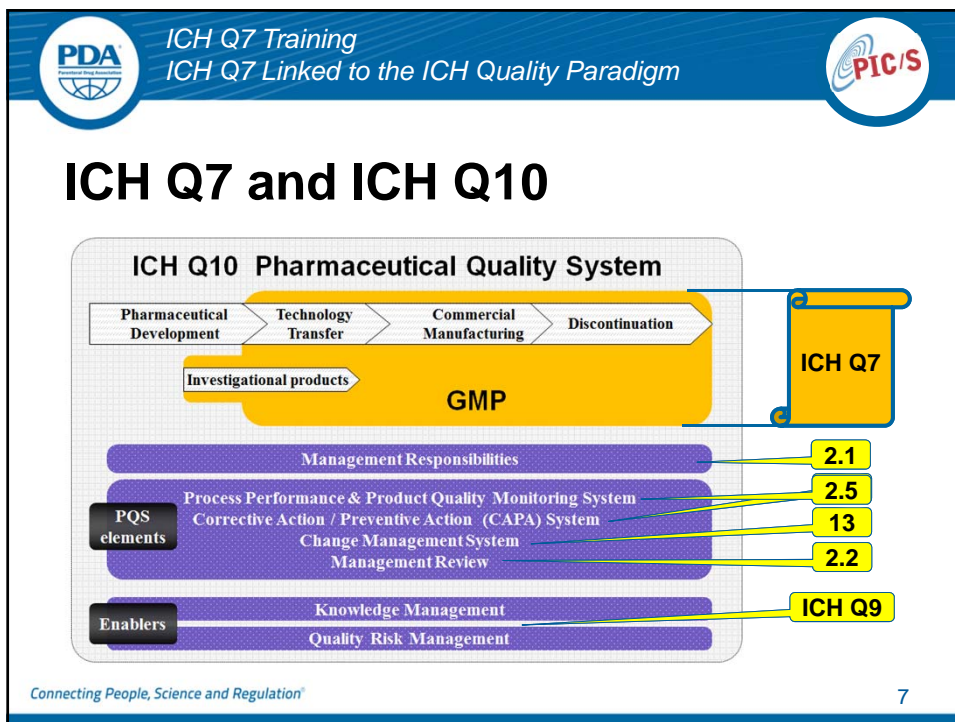 PDA
Parenteral Drug Association
ICH Q7 Training
ICH Q7 Linked to the ICH Quality Paradigm
PIC/S
ICH Q7 and ICH Q10
ICH Q10 Pharmaceutical Quality System
Pharmaceutical
Development
Technology
Transfer
Commercial
Manufacturing
Discontinuation
Investigational products
GMP
ICH Q7
Management Responsibilities
2.1
PQS
elements
Process Performance & Product Quality Monitoring System
Corrective Action / Preventive Action (CAPA) System
Change Management System
Management Review
2.5
13
2.2
Enablers
Knowledge Management
Quality Risk Management
ICH Q9
Connecting People, Science and Regulation®
7